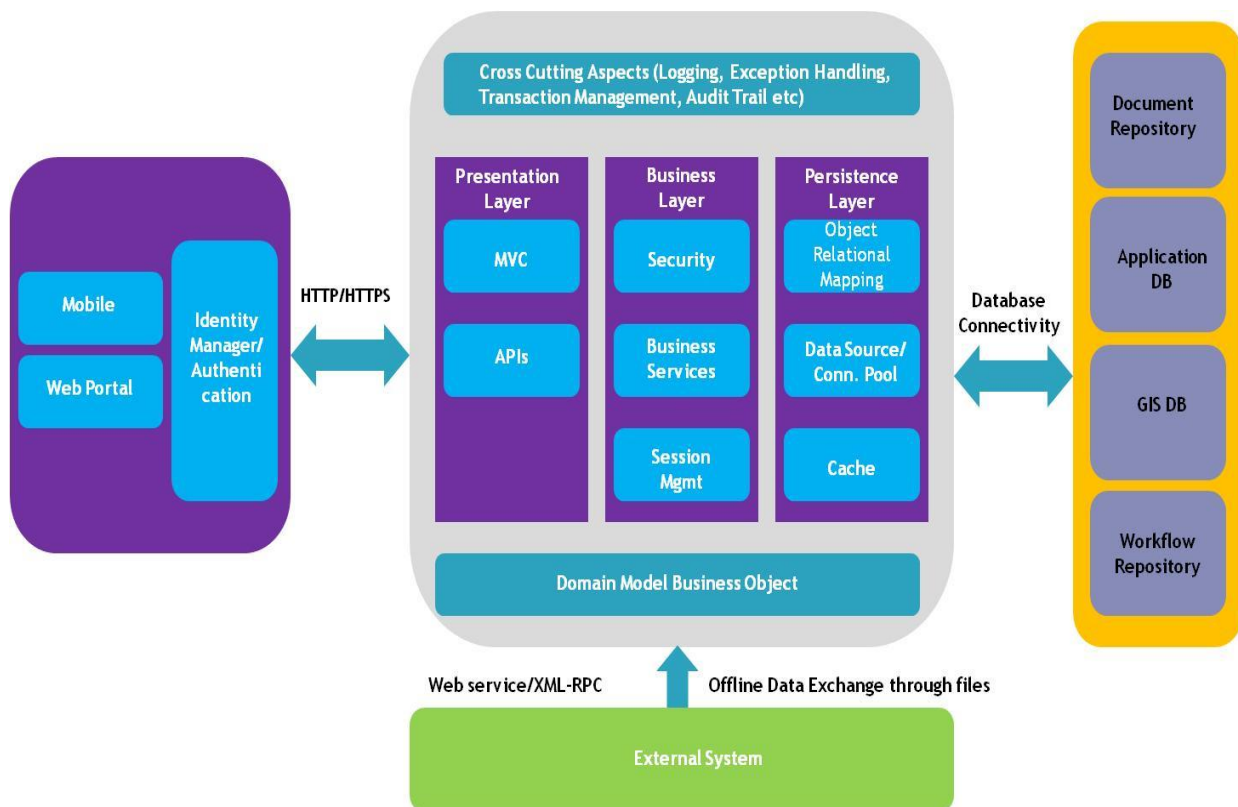 Cross Cutting Aspects (Logging, Exception Handling,
Transaction Management, Audit Trail etc)
Mobile
Web Portal
Identity
Manager/
Authenti
cation
HTTP/HTTPS
Presentation
Layer
MVC
APIs
Business
Layer
Security
Business
Services
Session
Mgmt
Persistence
Layer
Object
Relational
Mapping
Data Source/
Conn. Pool
Cache
Domain Model Business Object
Database
Connectivity
Document
Repository
Application
DB
GIS DB
Workflow
Repository
Web service/XML-RPC
Offline Data Exchange through files
External System